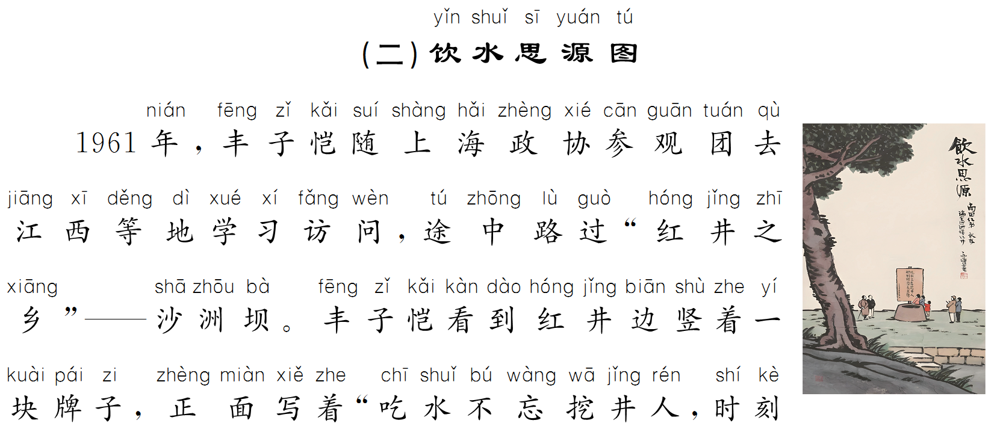 yǐn shuǐ sī yuán tú
(二)饮水思源图
nián fēng zǐ kǎi suí shàng hǎi zhèng xié cān guān tuán qù
1961年，丰子恺随上海政协参观团去
jiāng xī děng dì xué xí fǎng wèn tú zhōng lù guò hóng jǐng zhī
江西等地学习访问，途中路过“红井之
xiāng shā zhōu bà fēng zǐ kǎi kàn dào hóng jǐng biān shù zhe yí
乡”——沙洲坝。丰子恺看到红井边竖着一
kuài pái zi zhèng miàn xiě zhe chī shuǐ bú wàng wā jǐng rén shí kè
块牌子，正面写着“吃水不忘挖井人，时刻
飲水思源